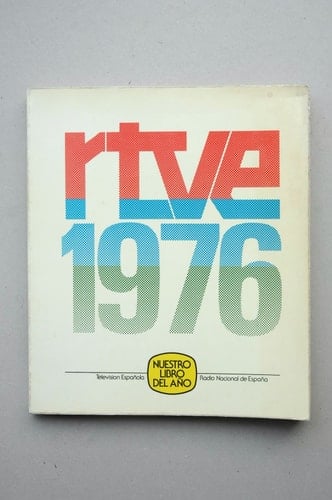 rtve
1976
NUESTRO
LIBRO
DEL AÑO
Television Española
Radio Nacional de España